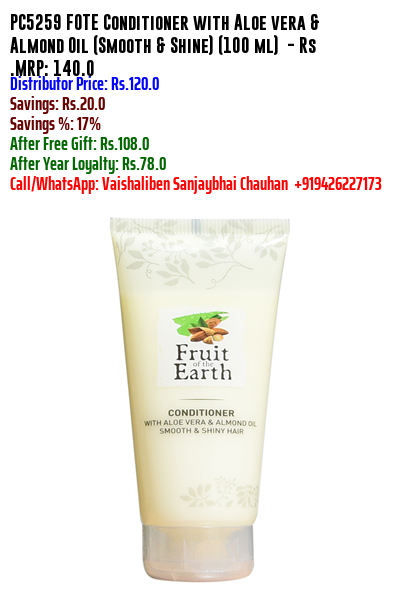 PC5259 FOTE Conditioner with Aloe vera &
Almond Oil (Smooth & Shine) (100 ml) - Rs
.MRP: 140.0
Distributor Price: Rs.120.0
Savings: Rs.20.0
Savings %: 17%
After Free Gift: Rs.108.0
After Year Loyalty: Rs.78.0
Call/WhatsApp: Vaishaliben Sanjaybhai Chauhan +919426227173
Fruit
of the
Earth
CONDITIONER
WITH ALOE VERA & ALMOND OIL
SMOOTH & SHINY HAIR